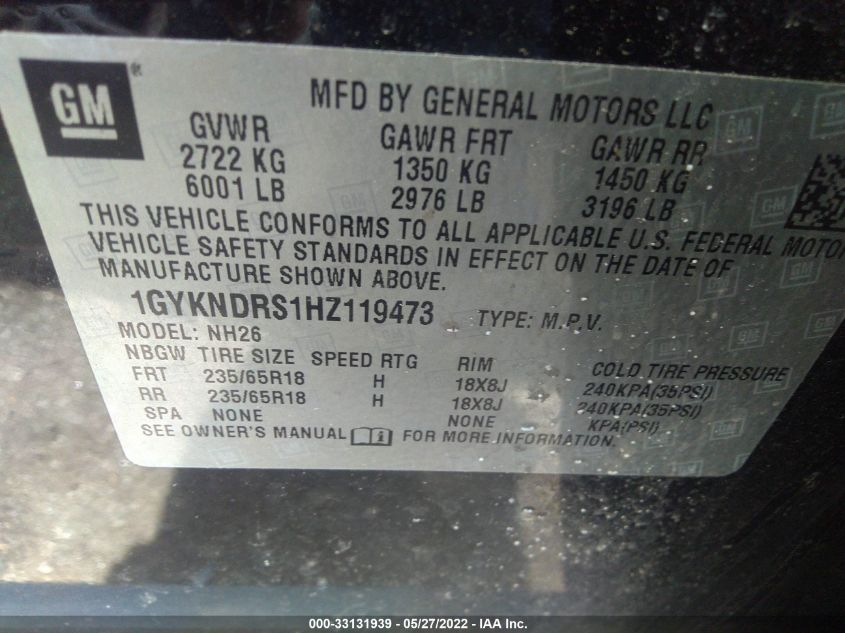 GM®
MFD BY GENERAL MOTORS LLC
GVWR GAWR FRT GAWR RR
2722 KG 1350 KG 1450 KG
6001 LB 2976 LB 3196 LB
THIS VEHICLE CONFORMS TO ALL APPLICABLE U.S. FEDERAL MOTOR
VEHICLE SAFETY STANDARDS IN EFFECT ON THE DATE OF
MANUFACTURE SHOWN ABOVE.
1GYKNDRS1HZ119473 TYPE: M.P.V.
MODEL: NH26
NBGW TIRE SIZE SPEED RTG RIM COLD TIRE PRESSURE
FRT 235/65R18 H 18X8J 240KPA(35PSI)
RR 235/65R18 H 18X8J 240KPA(35PSI)
SPA NONE NONE KPA(PSI)
SEE OWNER'S MANUAL i FOR MORE INFORMATION.
000-33131939 - 05/27/2022 - IAA Inc.